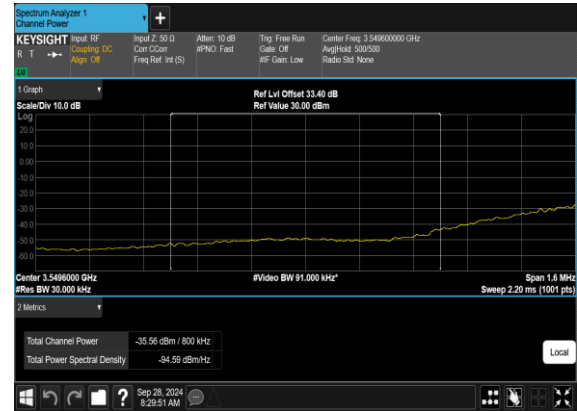 Spectrum Analyzer 1
Channel Power
+
KEYSIGHT
R T
LW
Input: RF
Coupling: DC
Align: Off
Input Z: 50 Ω
Corr CCorr
Freq Ref: Int (S)
Atten: 10 dB
#PNO: Fast
Trig: Free Run
Gate: Off
#IF Gain: Low
Center Freq: 3.549600000 GHz
Avg|Hold: 500/500
Radio Std: None
1 Graph
Scale/Div 10.0 dB
Ref Lvl Offset 33.40 dB
Ref Value 30.00 dBm
Log
20.0
10.0
0.00
-10.0
-20.0
-30.0
-40.0
-50.0
-60.0
Center 3.5496000 GHz
#Res BW 30.000 kHz
#Video BW 91.000 kHz*
Span 1.6 MHz
Sweep 2.20 ms (1001 pts)
2 Metrics
Total Channel Power -35.56 dBm / 800 kHz
Total Power Spectral Density -94.59 dBm/Hz
Local
?
Sep 28, 2024
8:29:51 AM